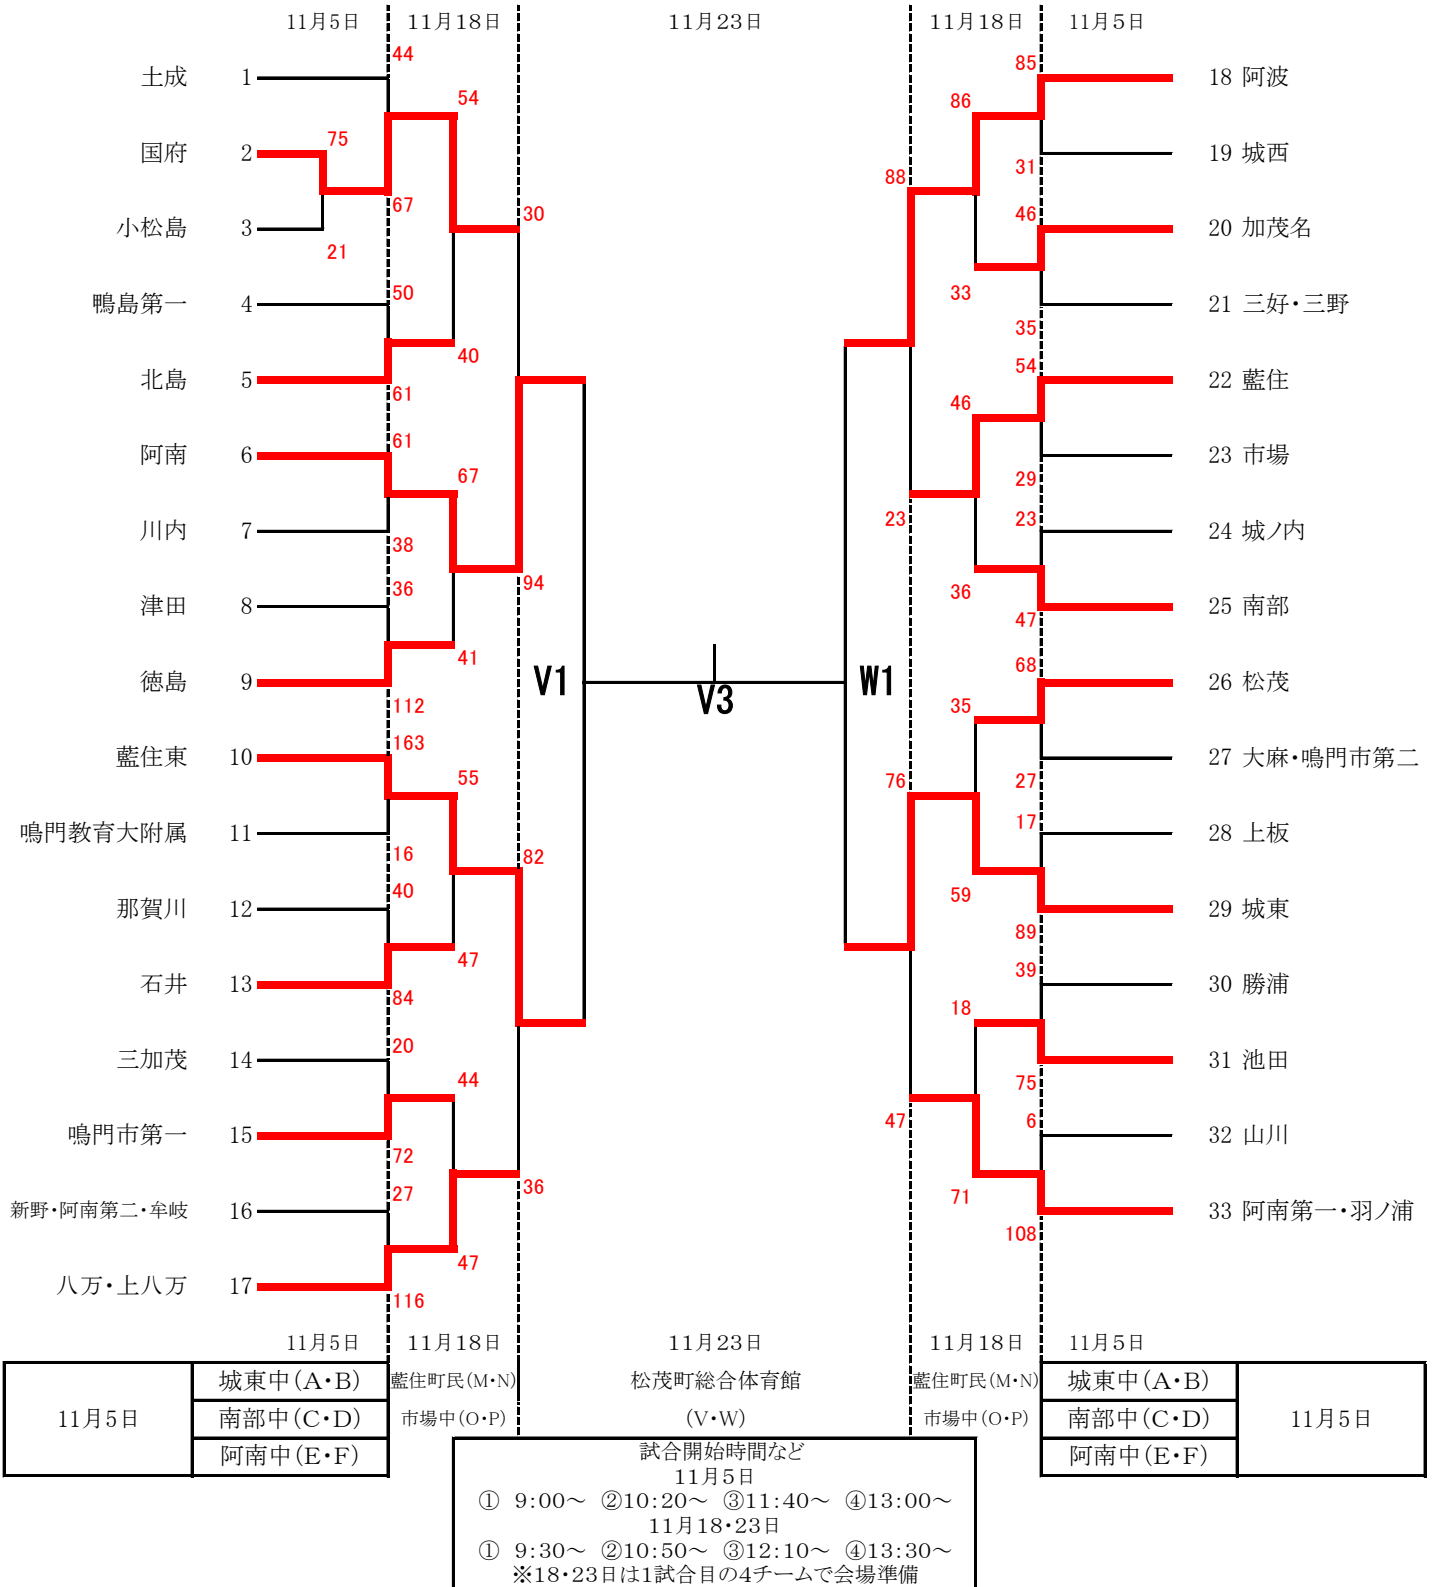 11月5日 11月18日 11月23日 11月18日 11月5日
44
土成 1
54
国府 2
75
67
小松島 3
21
30
鴨島第一 4
50
40
北島 5
61
阿南 6
61
67
川内 7
38
津田 8
36
94
徳島 9
41
112
藍住東 10
163
55
鳴門教育大附属 11
16
82
那賀川 12
40
石井 13
47
84
三加茂 14
20
44
鳴門市第一 15
72
新野・阿南第二・牟岐 16
27
36
八万・上八万 17
47
116
V1
V3
W1
85
18 阿波
86
19 城西
31
88
20 加茂名
46
33
21 三好・三野
35
22 藍住
54
46
23 市場
29
24 城ノ内
23
23
25 南部
36
47
26 松茂
68
35
27 大麻・鳴門市第二
27
76
28 上板
17
29 城東
59
89
30 勝浦
39
18
31 池田
75
32 山川
6
47
33 阿南第一・羽ノ浦
71
108
11月5日 11月18日 11月23日 11月18日 11月5日
11月5日
城東中(A・B)
南部中(C・D)
阿南中(E・F)
藍住町民(M・N)
市場中(O・P)
松茂町総合体育館
(V・W)
藍住町民(M・N)
市場中(O・P)
城東中(A・B)
南部中(C・D)
阿南中(E・F)
11月5日
試合開始時間など
11月5日
① 9:00～ ②10:20～ ③11:40～ ④13:00～
11月18・23日
① 9:30～ ②10:50～ ③12:10～ ④13:30～
※18・23日は1試合目の4チームで会場準備